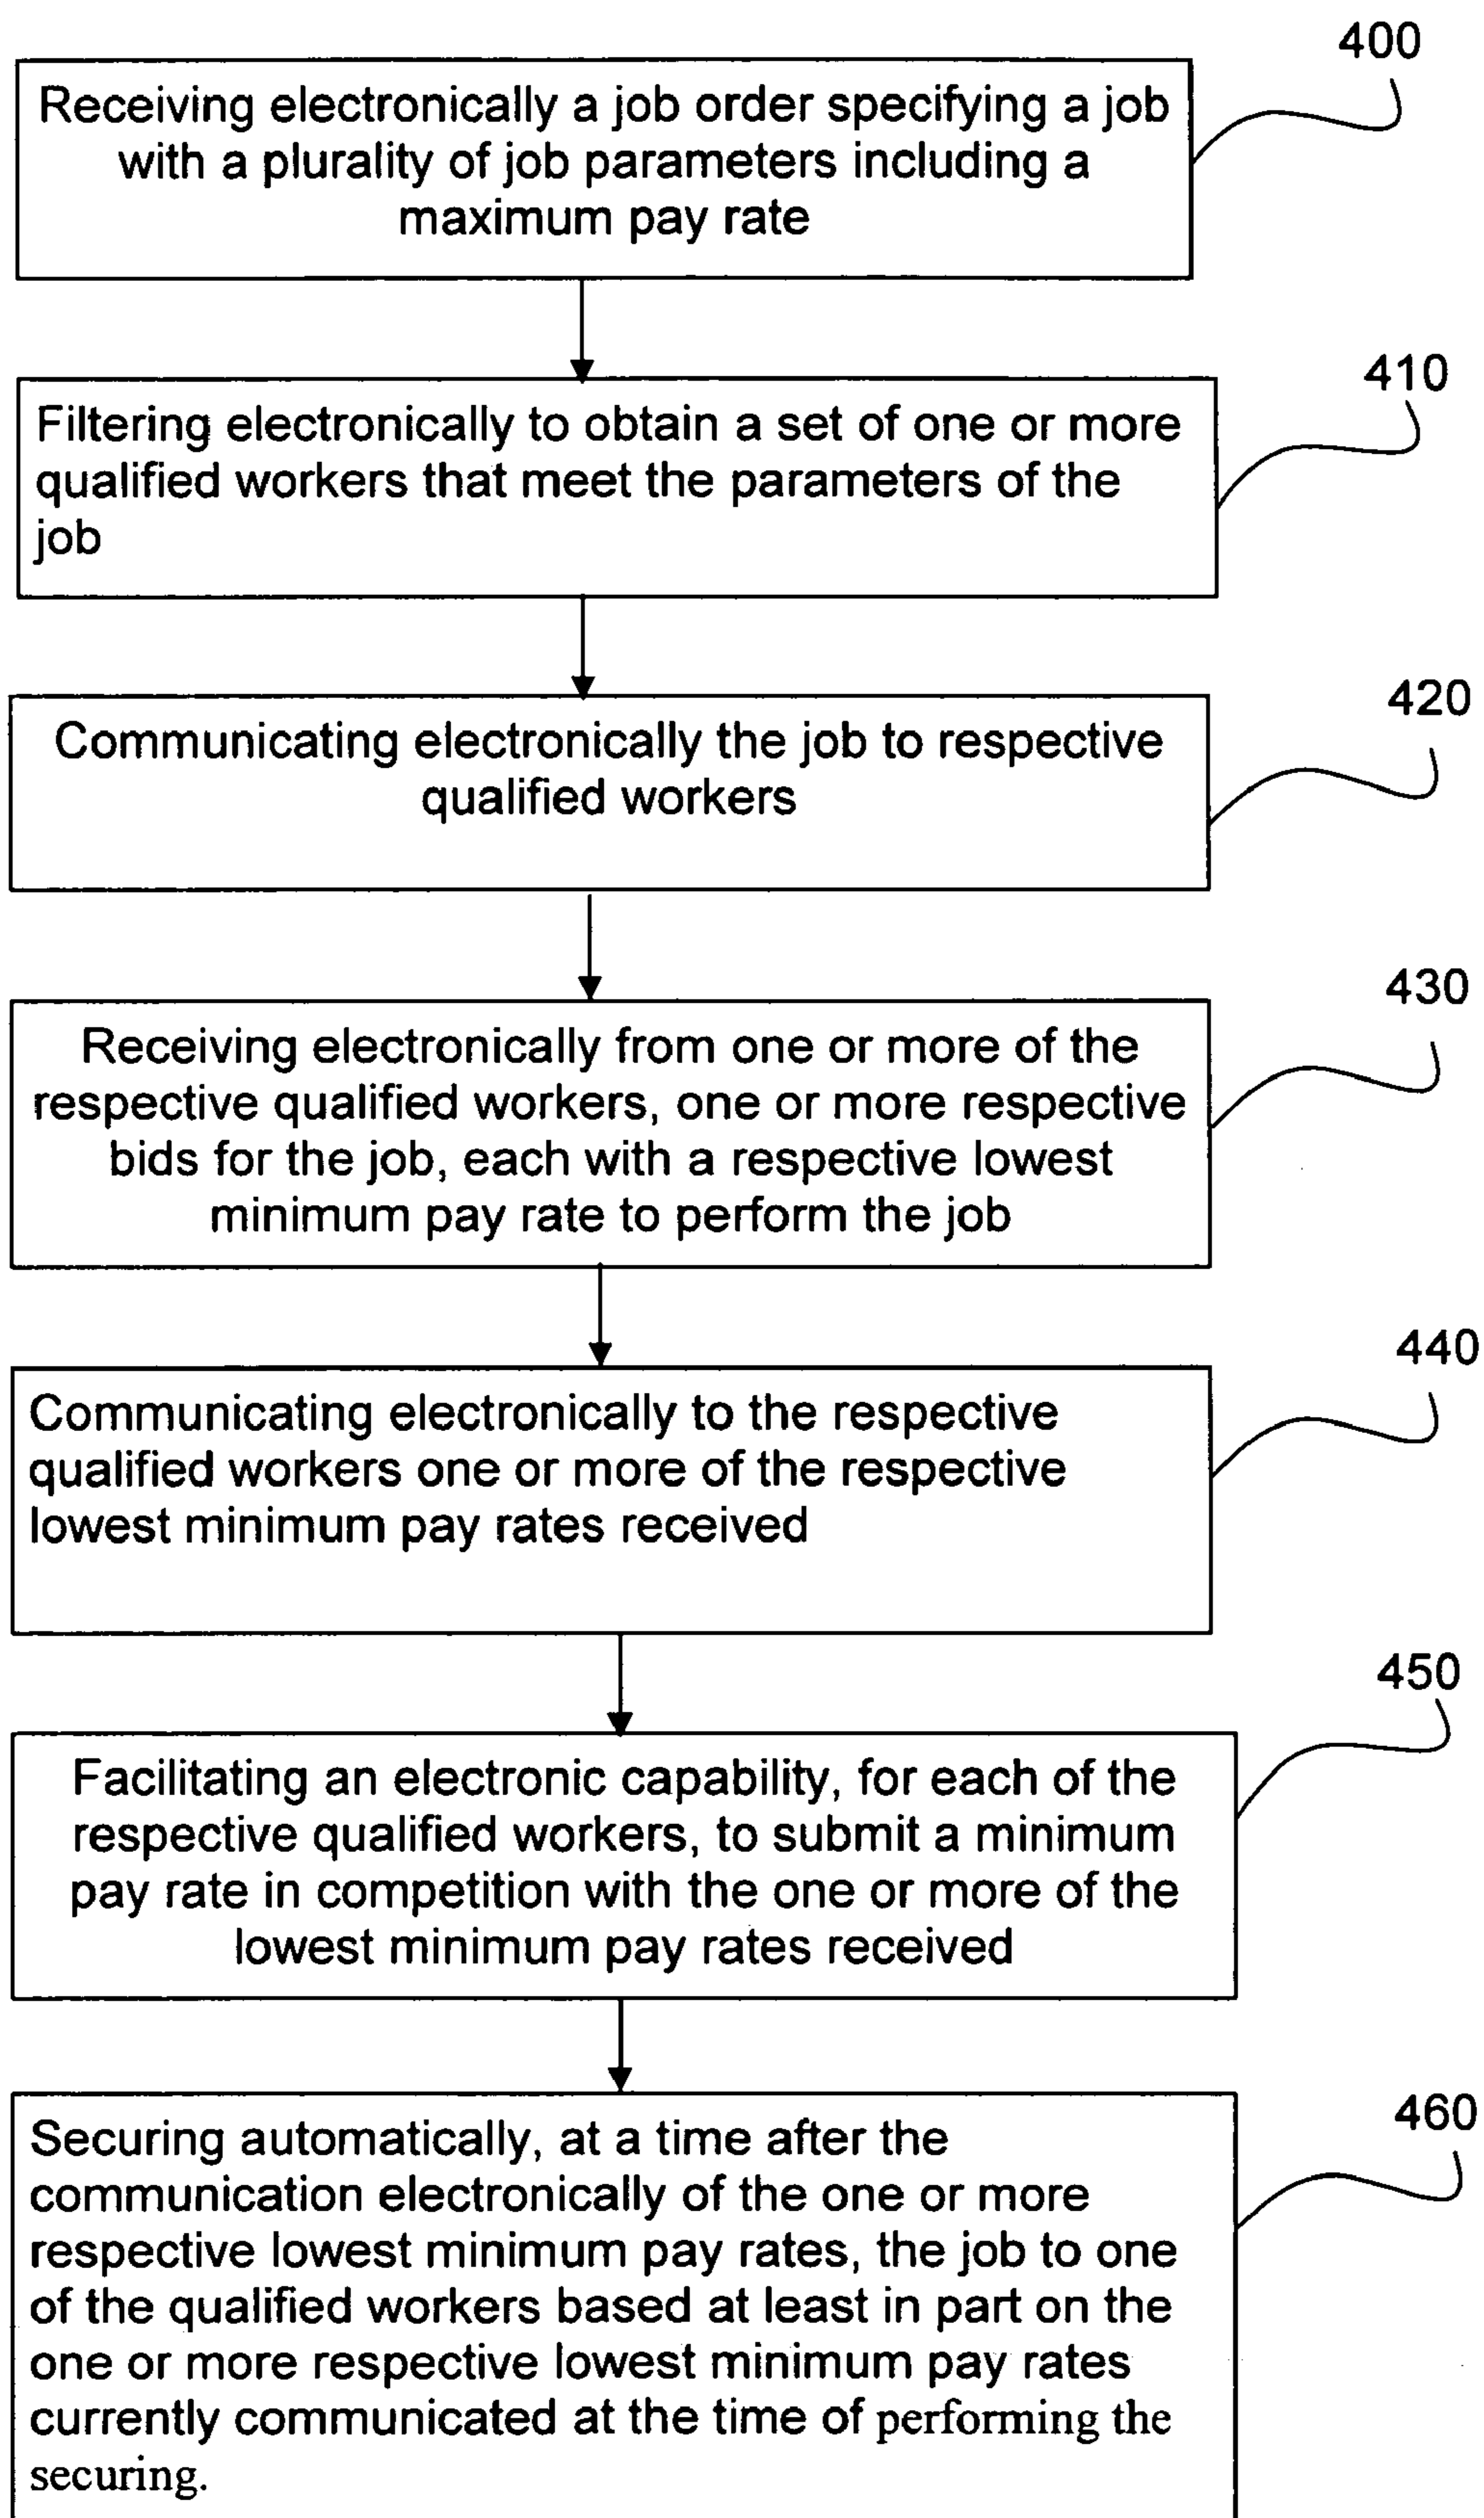 400
Receiving electronically a job order specifying a job
with a plurality of job parameters including a
maximum pay rate
410
Filtering electronically to obtain a set of one or more
qualified workers that meet the parameters of the
job
420
Communicating electronically the job to respective
qualified workers
430
Receiving electronically from one or more of the
respective qualified workers, one or more respective
bids for the job, each with a respective lowest
minimum pay rate to perform the job
440
Communicating electronically to the respective
qualified workers one or more of the respective
lowest minimum pay rates received
450
Facilitating an electronic capability, for each of the
respective qualified workers, to submit a minimum
pay rate in competition with the one or more of the
lowest minimum pay rates received
460
Securing automatically, at a time after the
communication electronically of the one or more
respective lowest minimum pay rates, the job to one
of the qualified workers based at least in part on the
one or more respective lowest minimum pay rates
currently communicated at the time of performing the
securing.